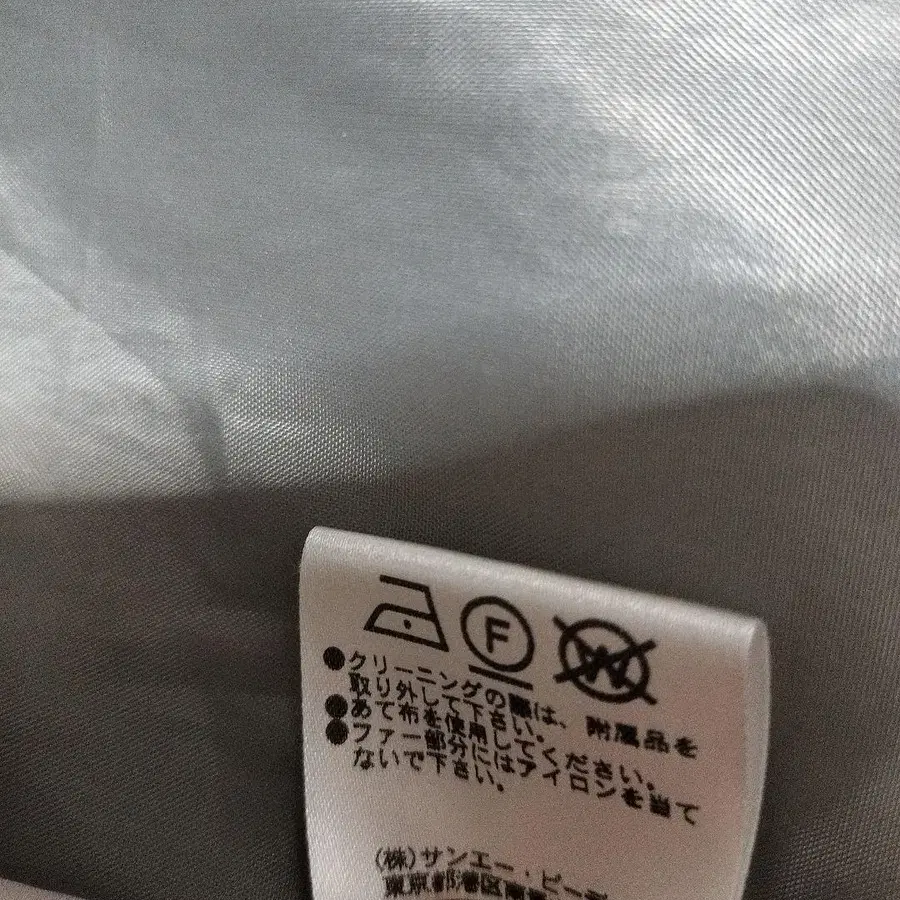 F W
●クリーニングの際は、附属品を
取り外して下さい。
●あて布を使用してください。
●ファー部分にはアイロンを当て
ないで下さい。
(株)サンエー・ビー
東京都港区南